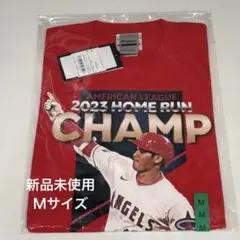 AMERICAN LEAGUE
2023 HOME RUN
CHAMP
新品未使用
Mサイズ
ANGELS
M
M
M